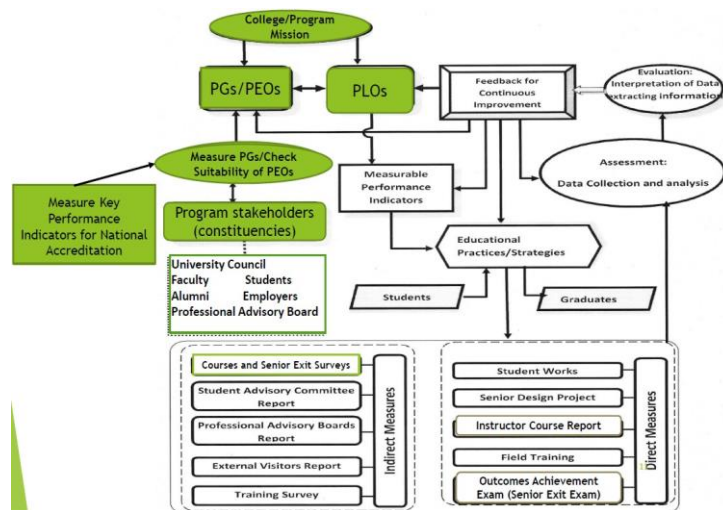 College/Program
Mission
PGs/PEOs
PLOs
Feedback for
Continuous
Improvement
Evaluation:
Interpretation of Data
extracting information
Measure PGs/Check
Suitability of PEOs
Measurable
Performance
Indicators
Assessment:
Data Collection and analysis
Measure Key
Performance
Indicators for National
Accreditation
Program stakeholders
(constituencies)
University Council
Faculty Students
Alumni Employers
Professional Advisory Board
Educational
Practices/Strategies
Students
Graduates
Courses and Senior Exit Surveys
Student Advisory Committee
Report
Professional Advisory Boards
Report
External Visitors Report
Training Survey
Indirect Measures
Student Works
Senior Design Project
Instructor Course Report
Field Training
Outcomes Achievement
Exam (Senior Exit Exam)
Direct Measures